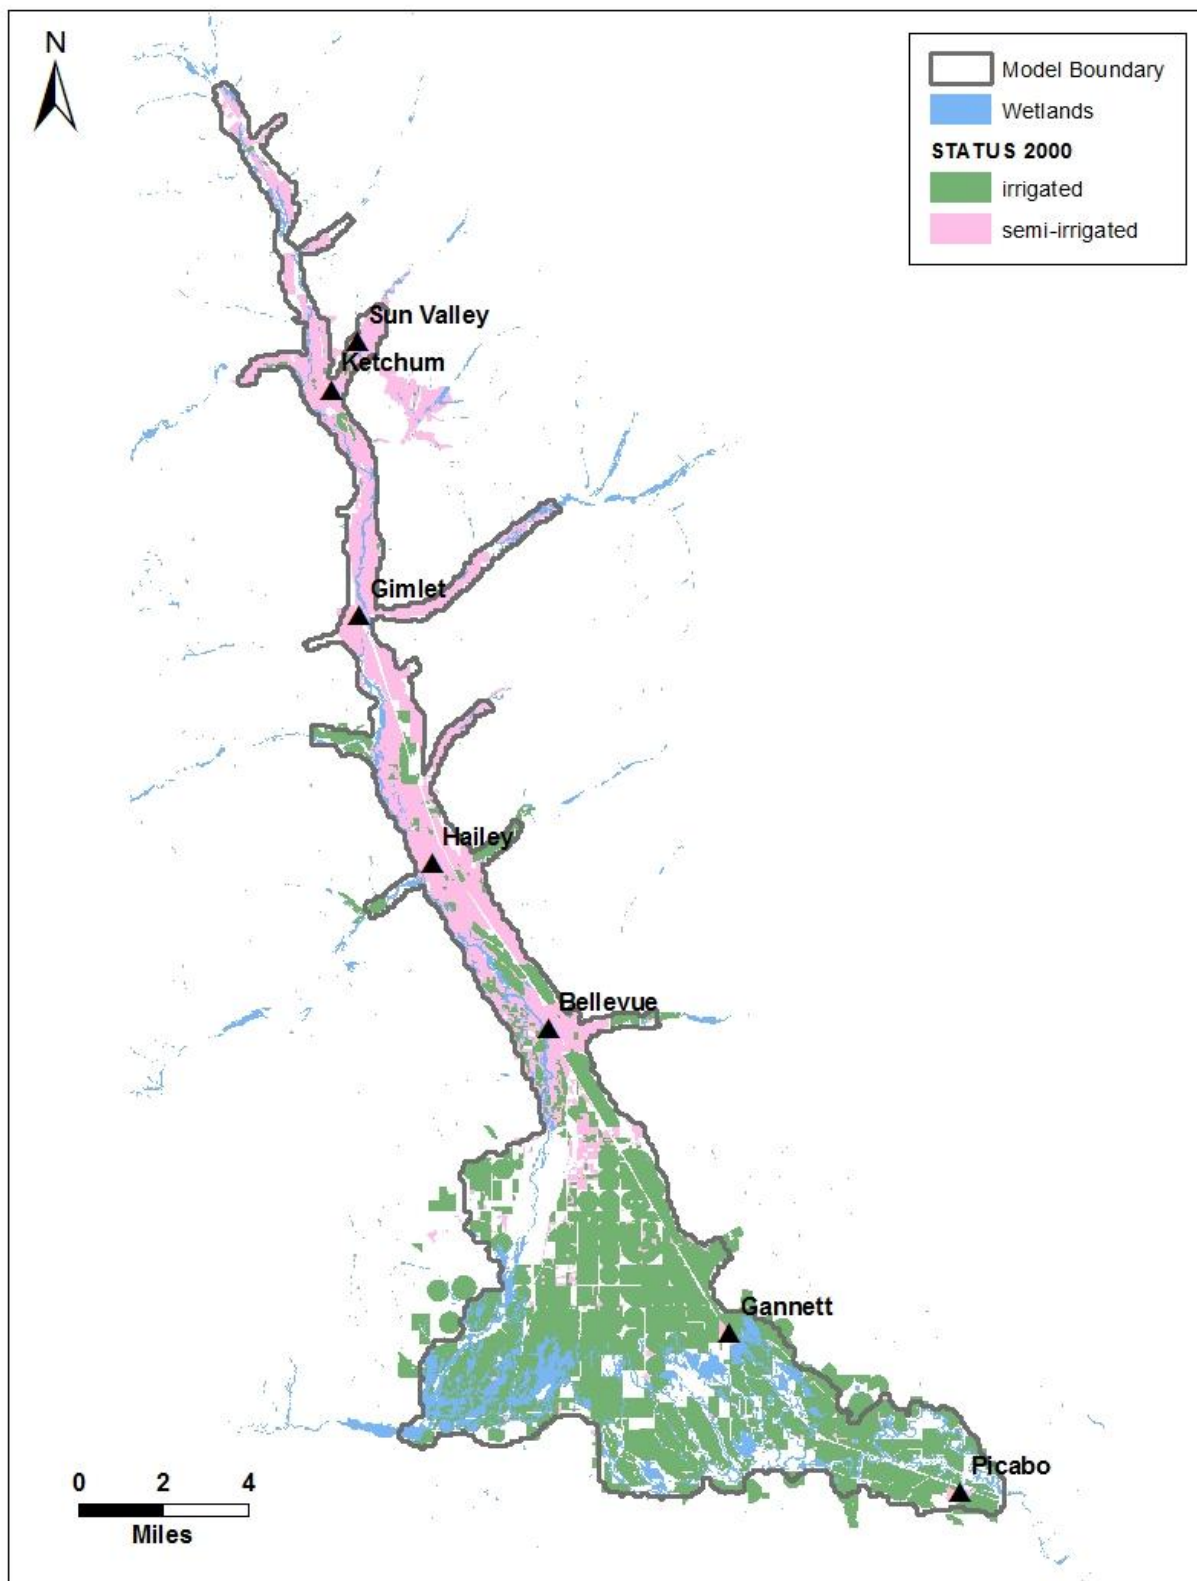 N
Model Boundary
Wetlands
STATUS 2000
irrigated
semi-irrigated
Sun Valley
Ketchum
Gimlet
Hailey
Bellevue
Gannett
Picabo
0 2 4
Miles